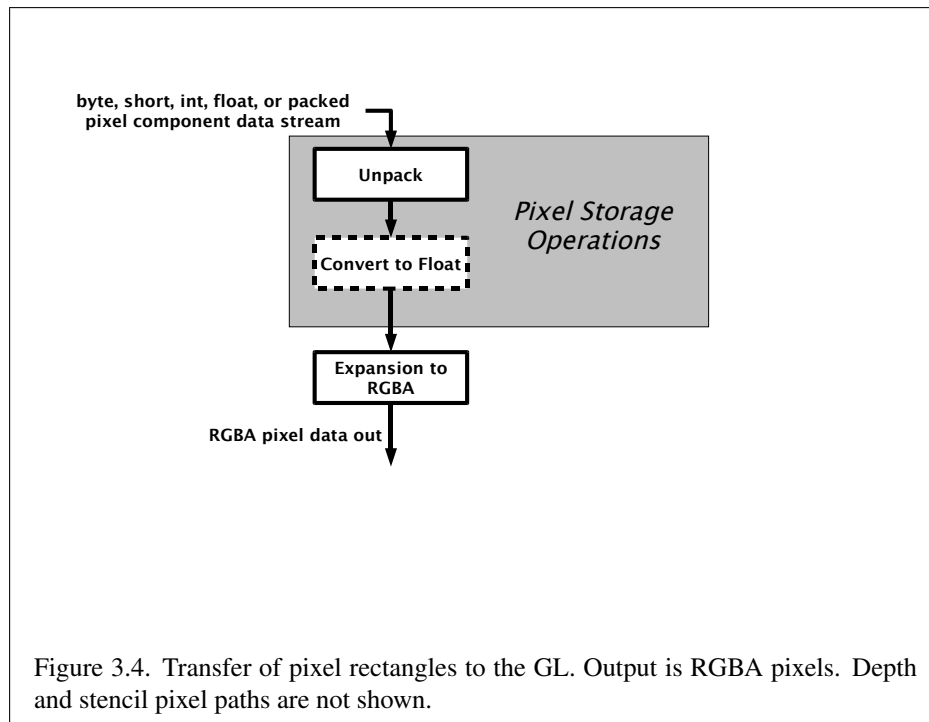 byte, short, int, float, or packed
pixel component data stream
Unpack
Pixel Storage
Operations
Convert to Float
Expansion to
RGBA
RGBA pixel data out
Figure 3.4. Transfer of pixel rectangles to the GL. Output is RGBA pixels. Depth
and stencil pixel paths are not shown.